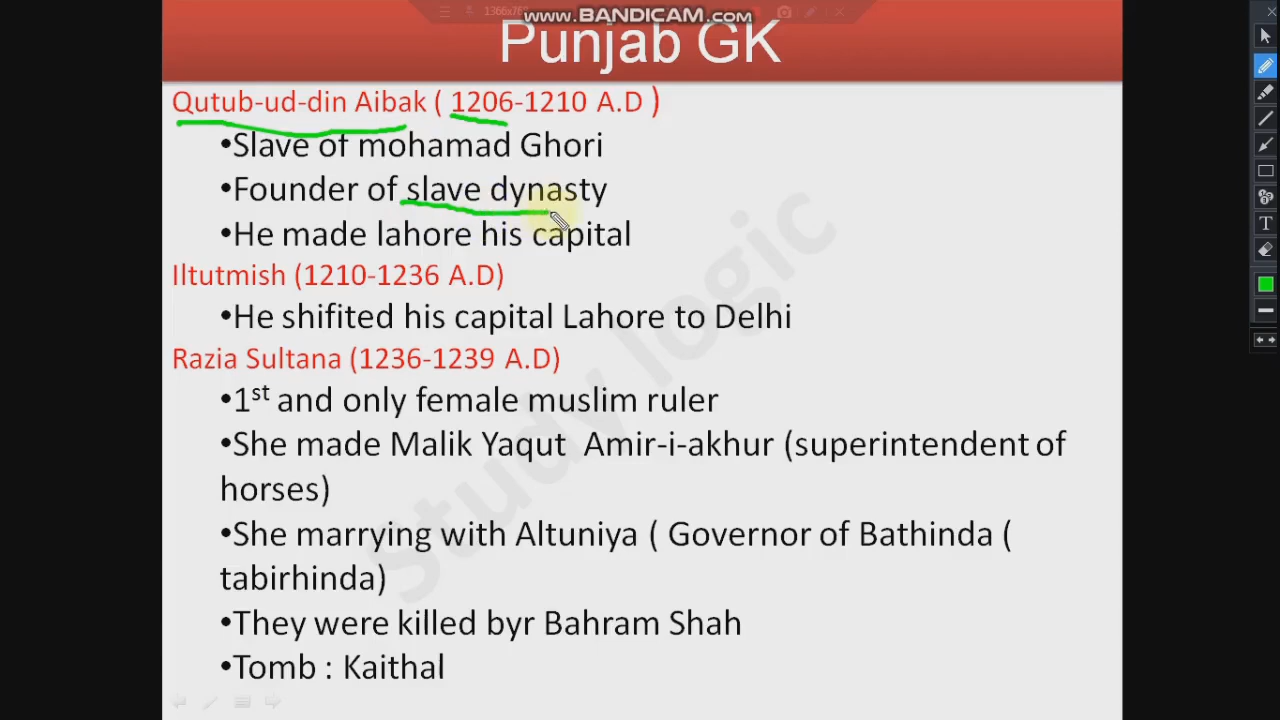 1366x768
www.BANDICAM.com
Punjab GK
Qutub-ud-din Aibak ( 1206-1210 A.D )
•Slave of mohamad Ghori
•Founder of slave dynasty
•He made lahore his capital
Iltutmish (1210-1236 A.D)
•He shifited his capital Lahore to Delhi
Razia Sultana (1236-1239 A.D)
•1st and only female muslim ruler
•She made Malik Yaqut Amir-i-akhur (superintendent of
horses)
•She marrying with Altuniya ( Governor of Bathinda (
tabirhinda)
•They were killed byr Bahram Shah
•Tomb : Kaithal
Study logic
T